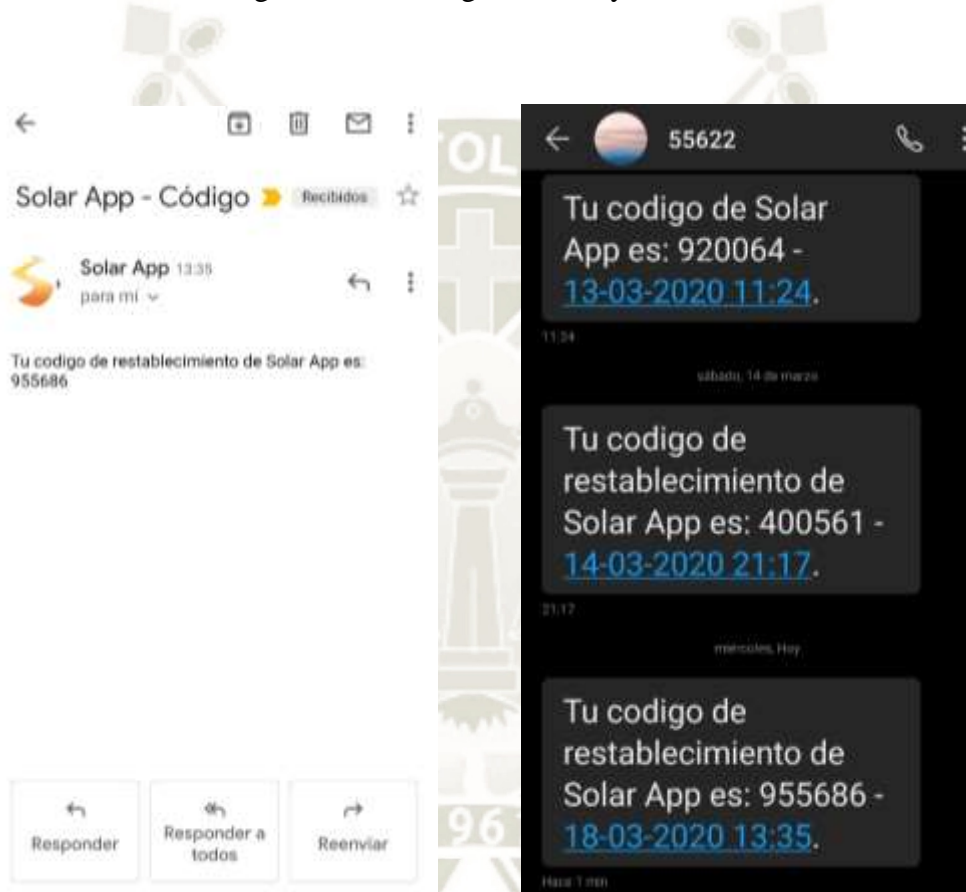 Solar App - Código
Recibidos
Solar App 13:35
para mí
Tu codigo de restablecimiento de Solar App es:
955686
Responder
Responder a
todos
Reenviar
55622
Tu codigo de Solar
App es: 920064 -
13-03-2020 11:24.
sábado, 14 de marzo
Tu codigo de
restablecimiento de
Solar App es: 400561 -
14-03-2020 21:17.
21:17
miércoles, Hoy
Tu codigo de
restablecimiento de
Solar App es: 955686 -
18-03-2020 13:35.
Hace 1 min